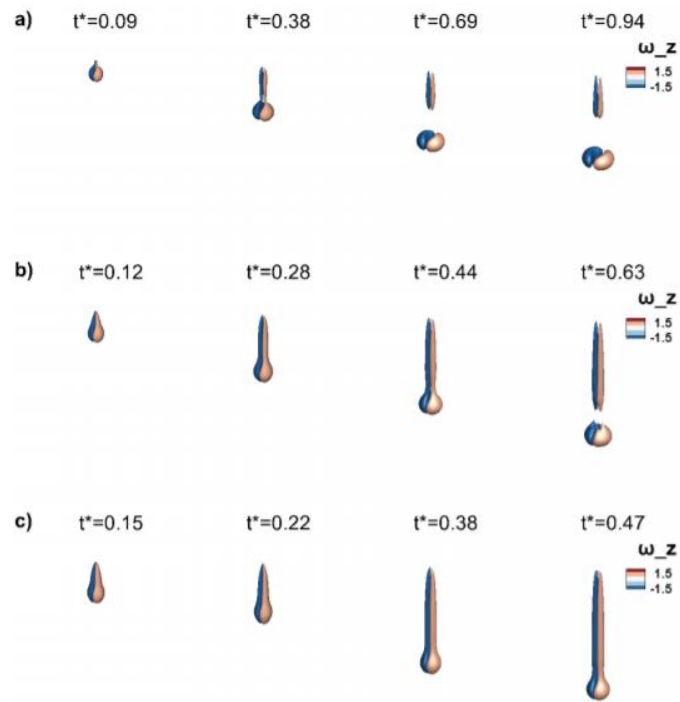 a) t*=0.09 t*=0.38 t*=0.69 t*=0.94
ω_z
1.5
-1.5
b) t*=0.12 t*=0.28 t*=0.44 t*=0.63
ω_z
1.5
-1.5
c) t*=0.15 t*=0.22 t*=0.38 t*=0.47
ω_z
1.5
-1.5